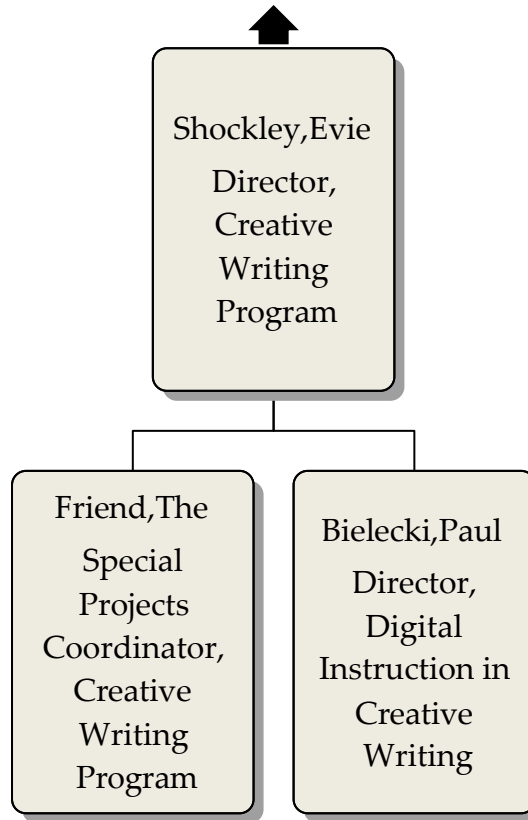 Shockley,Evie
Director,
Creative
Writing
Program
Friend,The
Special
Projects
Coordinator,
Creative
Writing
Program
Bielecki,Paul
Director,
Digital
Instruction in
Creative
Writing